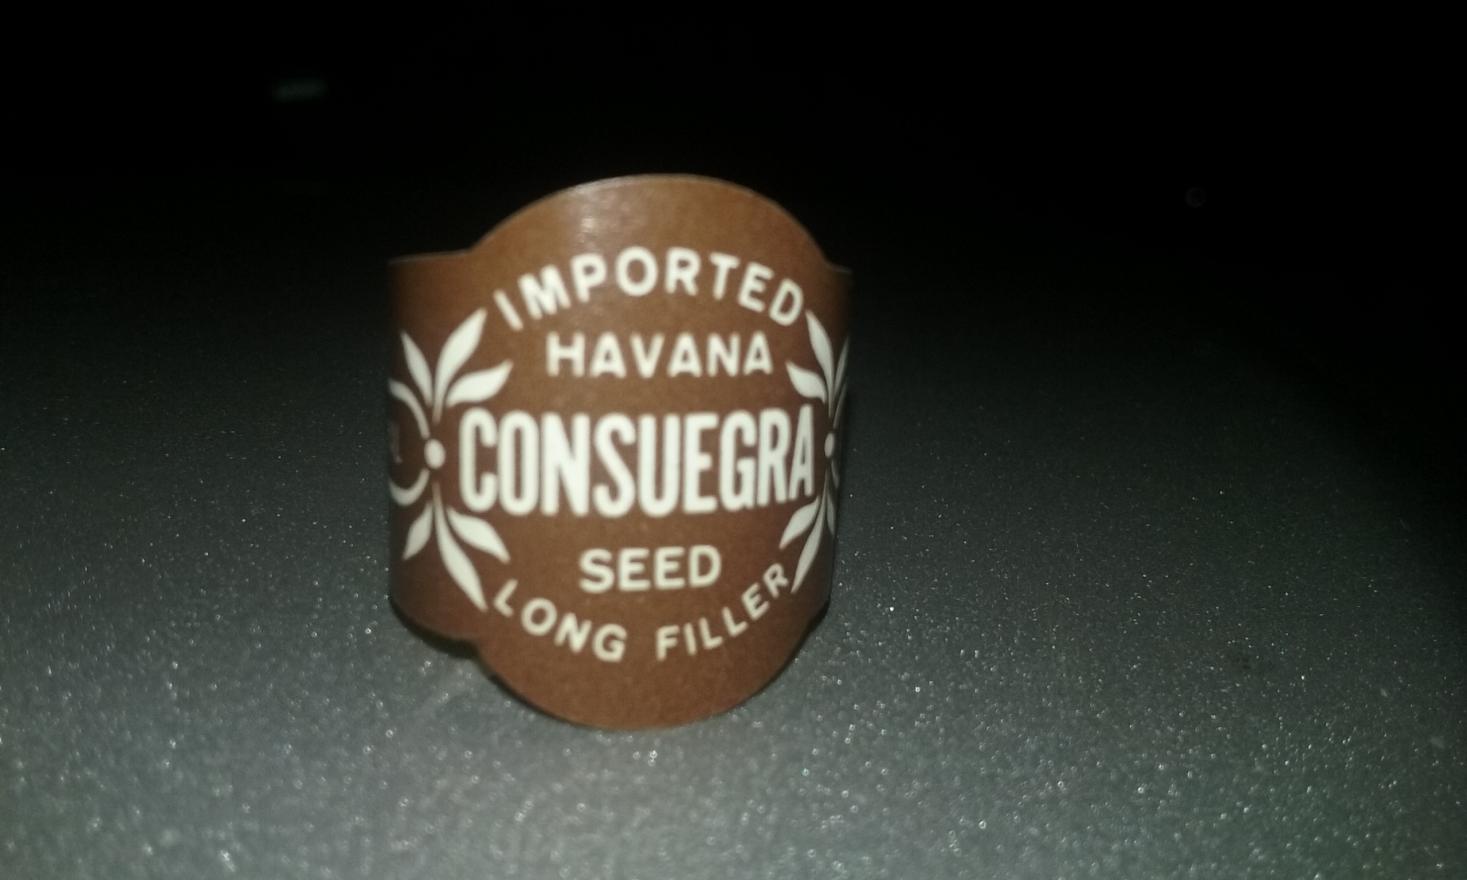 IMPORTED
HAVANA
CONSUEGRA
SEED
LONG FILLER